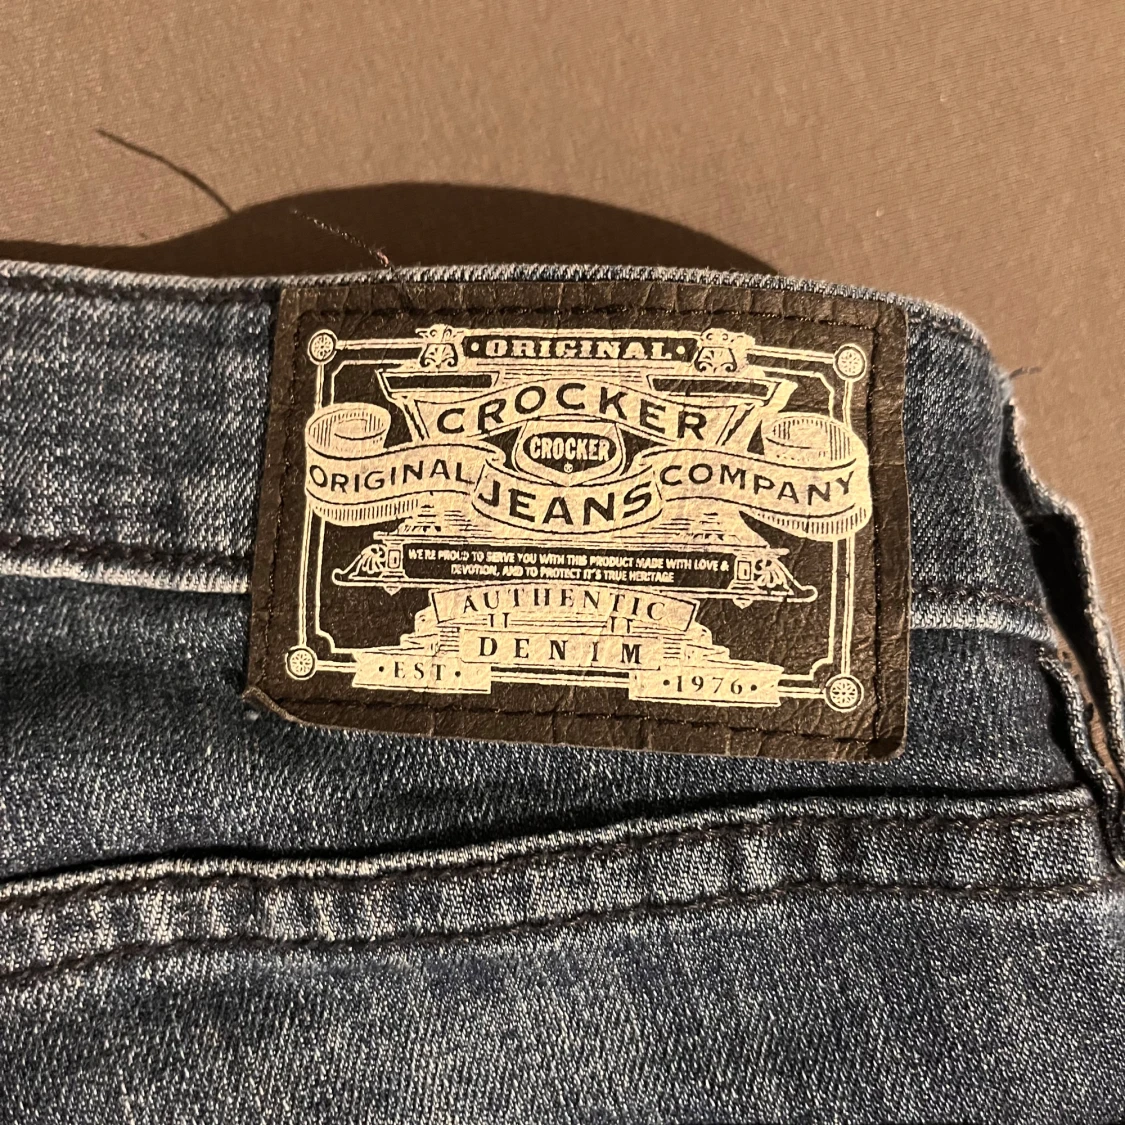 ·ORIGINAL·
CROCKER
CROCKER
ORIGINAL JEANS COMPANY
WE'RE PROUD TO SERVE YOU WITH THIS PRODUCT MADE WITH LOVE &
DEVOTION, AND TO PROTECT IT'S TRUE HERITAGE
AUTHENTIC
DENIM
·EST· ·1976·